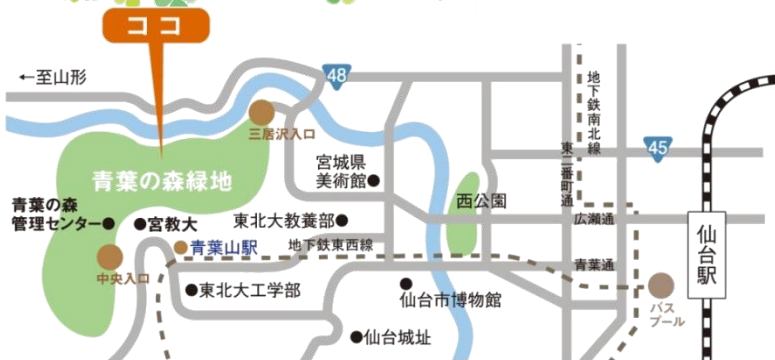 ココ
←至山形
48
地下鉄南北線
45
三居沢入口
東二番町通
宮城県
美術館
青葉の森緑地
西公園
青葉の森
管理センター
宮教大
東北大教養部
広瀬通
仙台駅
青葉山駅
地下鉄東西線
青葉通
中央入口
東北大工学部
仙台市博物館
バス
プール
仙台城址